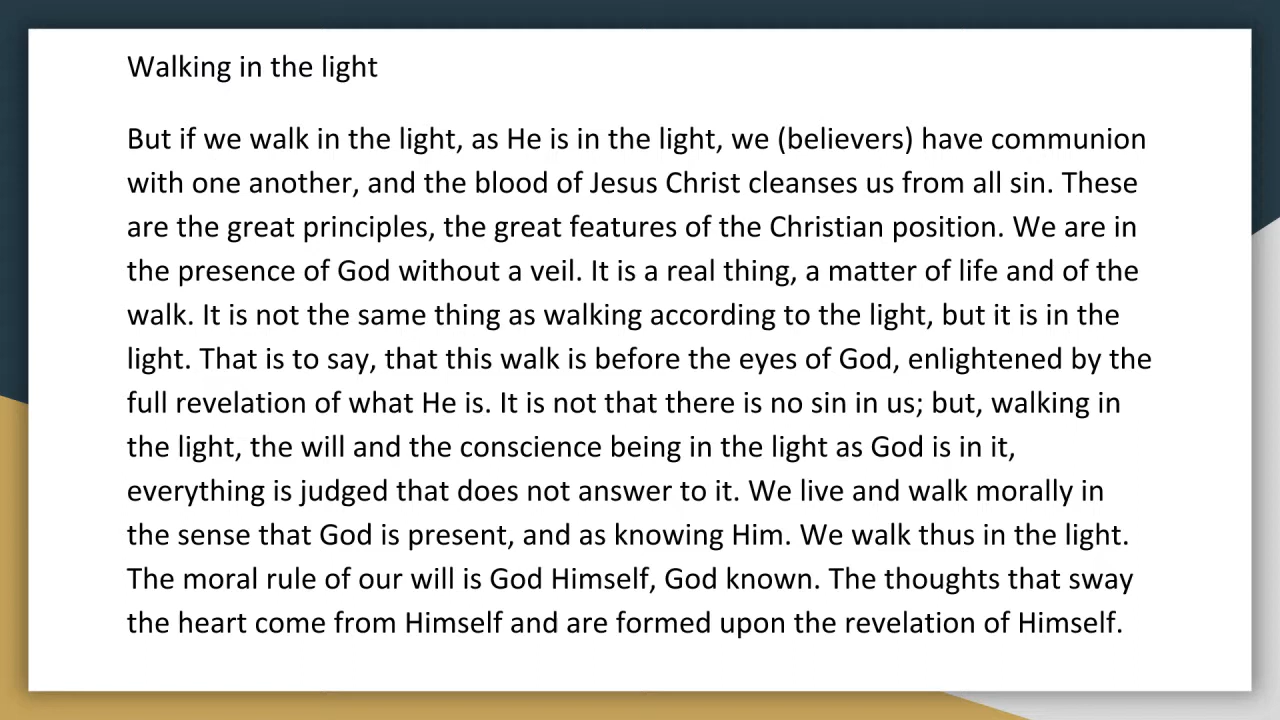 Walking in the light
But if we walk in the light, as He is in the light, we (believers) have communion
with one another, and the blood of Jesus Christ cleanses us from all sin. These
are the great principles, the great features of the Christian position. We are in
the presence of God without a veil. It is a real thing, a matter of life and of the
walk. It is not the same thing as walking according to the light, but it is in the
light. That is to say, that this walk is before the eyes of God, enlightened by the
full revelation of what He is. It is not that there is no sin in us; but, walking in
the light, the will and the conscience being in the light as God is in it,
everything is judged that does not answer to it. We live and walk morally in
the sense that God is present, and as knowing Him. We walk thus in the light.
The moral rule of our will is God Himself, God known. The thoughts that sway
the heart come from Himself and are formed upon the revelation of Himself.